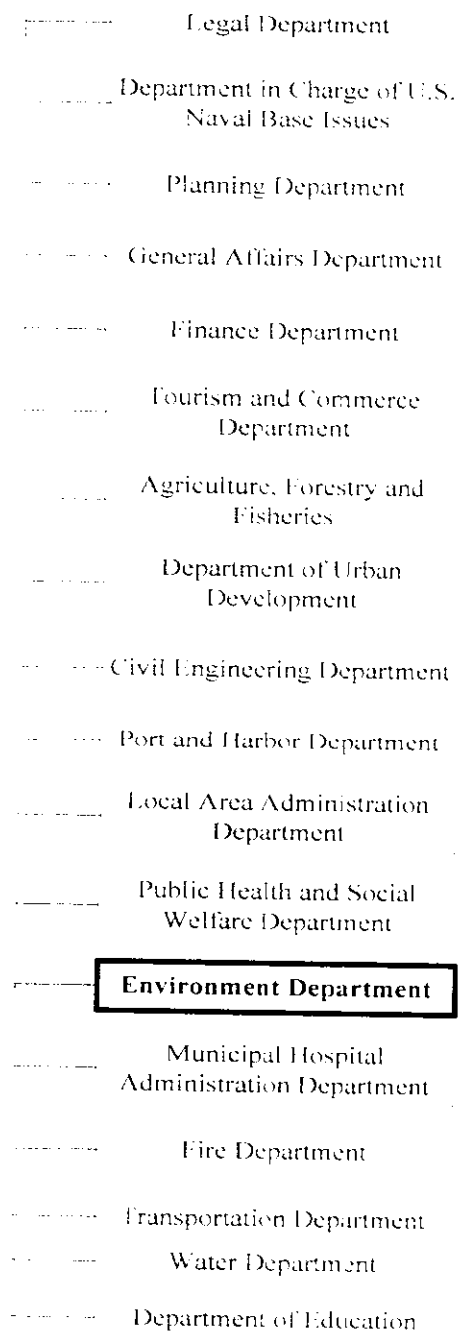 Legal Department
Department in Charge of U.S.
Naval Base Issues
Planning Department
General Affairs Department
Finance Department
Tourism and Commerce
Department
Agriculture, Forestry and
Fisheries
Department of Urban
Development
Civil Engineering Department
Port and Harbor Department
Local Area Administration
Department
Public Health and Social
Welfare Department
Environment Department
Municipal Hospital
Administration Department
Fire Department
Transportation Department
Water Department
Department of Education